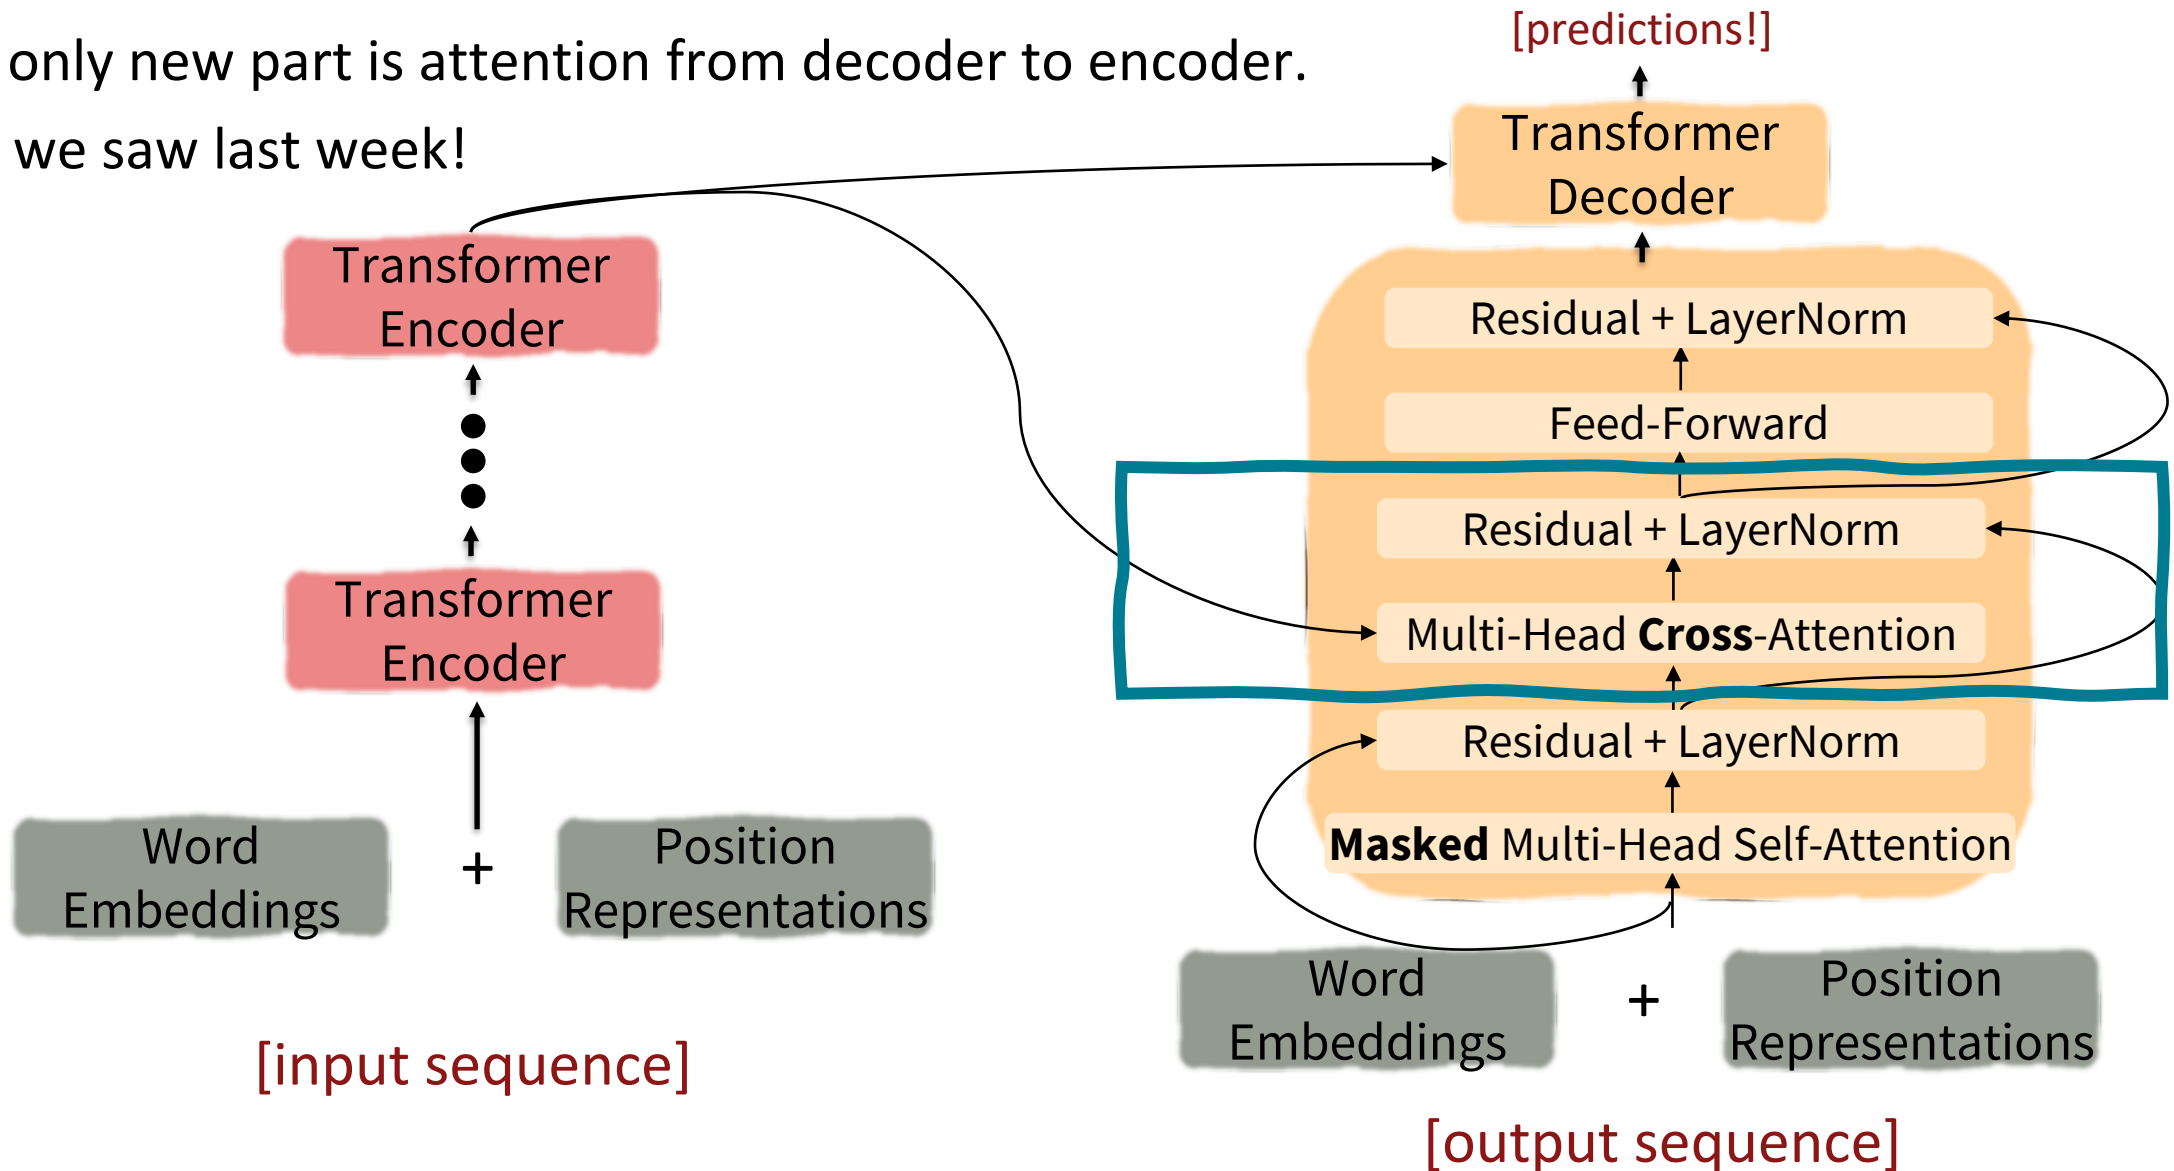 only new part is attention from decoder to encoder.
we saw last week!
[predictions!]
Transformer
Decoder
Transformer
Encoder
Transformer
Encoder
Word
Embeddings
+
Position
Representations
[input sequence]
Residual + LayerNorm
Feed-Forward
Residual + LayerNorm
Multi-Head Cross-Attention
Residual + LayerNorm
Masked Multi-Head Self-Attention
Word
Embeddings
+
Position
Representations
[output sequence]